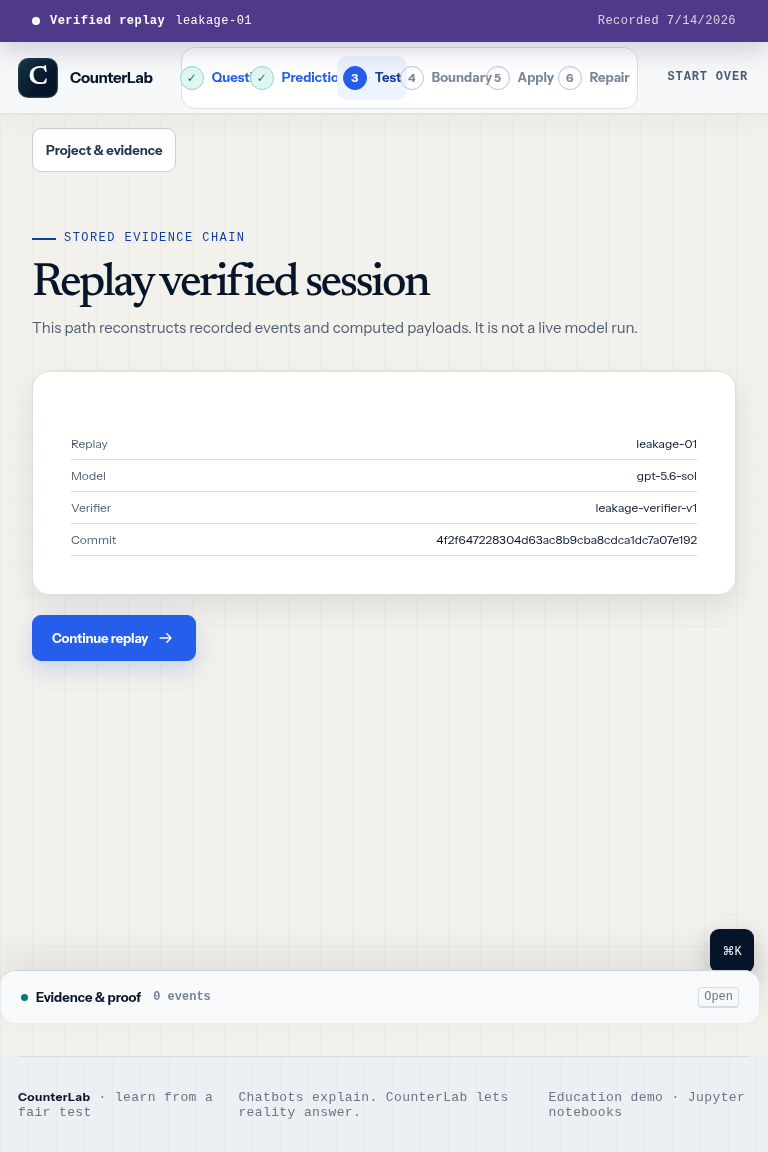 Verified replay leakage-01
Recorded 7/14/2026
C CounterLab
✓ Questi
✓ Predictio
3 Test
4 Boundary
5 Apply
6 Repair
START OVER
Project & evidence
STORED EVIDENCE CHAIN
Replay verified session
This path reconstructs recorded events and computed payloads. It is not a live model run.
Replay leakage-01
Model gpt-5.6-sol
Verifier leakage-verifier-v1
Commit 4f2f647228304d63ac8b9cba8cdca1dc7a07e192
Continue replay →
⌘K
Evidence & proof 0 events
Open
CounterLab · learn from a
fair test
Chatbots explain. CounterLab lets
reality answer.
Education demo · Jupyter
notebooks